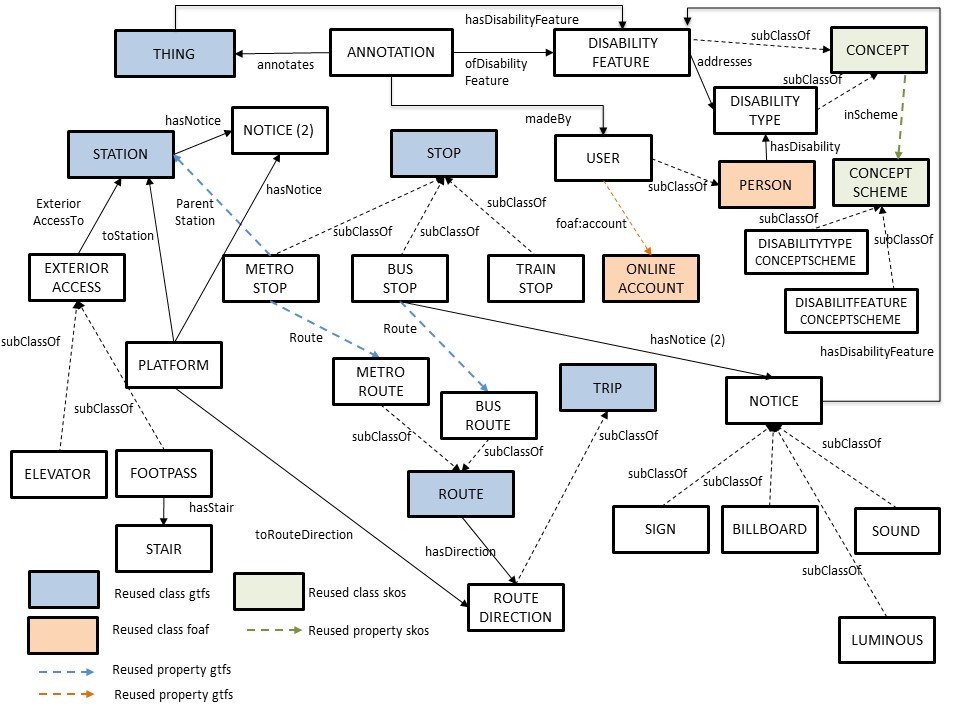 hasDisabilityFeature
THING
ANNOTATION
DISABILITY
FEATURE
subClassOf
CONCEPT
annotates
ofDisability
Feature
addresses
subClassOf
DISABILITY
TYPE
inScheme
hasNotice
NOTICE (2)
madeBy
hasDisability
STATION
STOP
USER
subClassOf
PERSON
CONCEPT
SCHEME
hasNotice
Exterior
AccessTo
Parent
Station
toStation
subClassOf
subClassOf
subClassOf
foaf:account
subClassOf
subClassOf
DISABILITYTYPE
CONCEPTSCHEME
EXTERIOR
ACCESS
METRO
STOP
BUS
STOP
TRAIN
STOP
ONLINE
ACCOUNT
DISABILITFEATURE
CONCEPTSCHEME
subClassOf
Route
Route
hasNotice (2)
hasDisabilityFeature
PLATFORM
METRO
ROUTE
TRIP
NOTICE
subClassOf
BUS
ROUTE
subClassOf
subClassOf
subClassOf
subClassOf
ELEVATOR
FOOTPASS
subClassOf
subClassOf
ROUTE
hasStair
SIGN
BILLBOARD
SOUND
STAIR
toRouteDirection
hasDirection
subClassOf
Reused class gtfs
Reused class skos
ROUTE
DIRECTION
Reused class foaf
Reused property skos
LUMINOUS
Reused property gtfs
Reused property gtfs